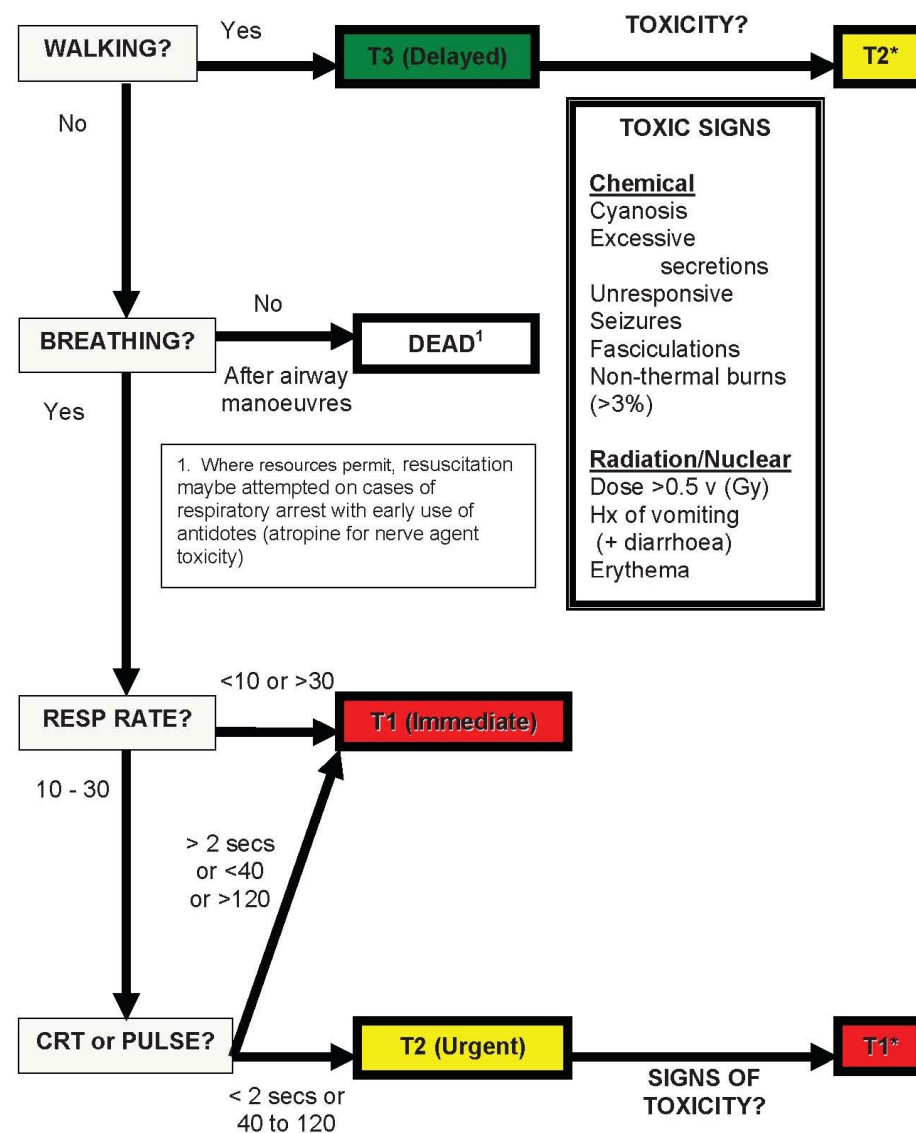 WALKING?
Yes
T3 (Delayed)
TOXICITY?
T2*
No
TOXIC SIGNS
Chemical
Cyanosis
Excessive
secretions
Unresponsive
Seizures
Fasciculations
Non-thermal burns
(>3%)
Radiation/Nuclear
Dose >0.5 v (Gy)
Hx of vomiting
(+ diarrhoea)
Erythema
BREATHING?
No
After airway
manoeuvres
DEAD1
Yes
1. Where resources permit, resuscitation
maybe attempted on cases of
respiratory arrest with early use of
antidotes (atropine for nerve agent
toxicity)
RESP RATE?
<10 or >30
T1 (Immediate)
10 - 30
> 2 secs
or <40
or >120
CRT or PULSE?
< 2 secs or
40 to 120
T2 (Urgent)
SIGNS OF
TOXICITY?
T1*